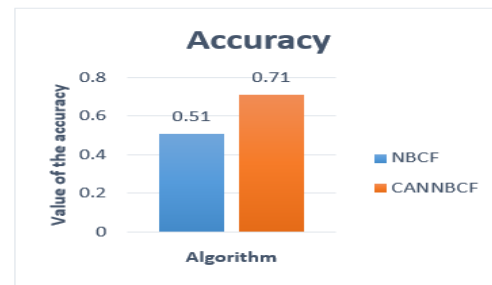 Accuracy
Value of the accuracy
0.8
0.6
0.4
0.2
0
0.51
0.71
Algorithm
NBCF
CANNBCF